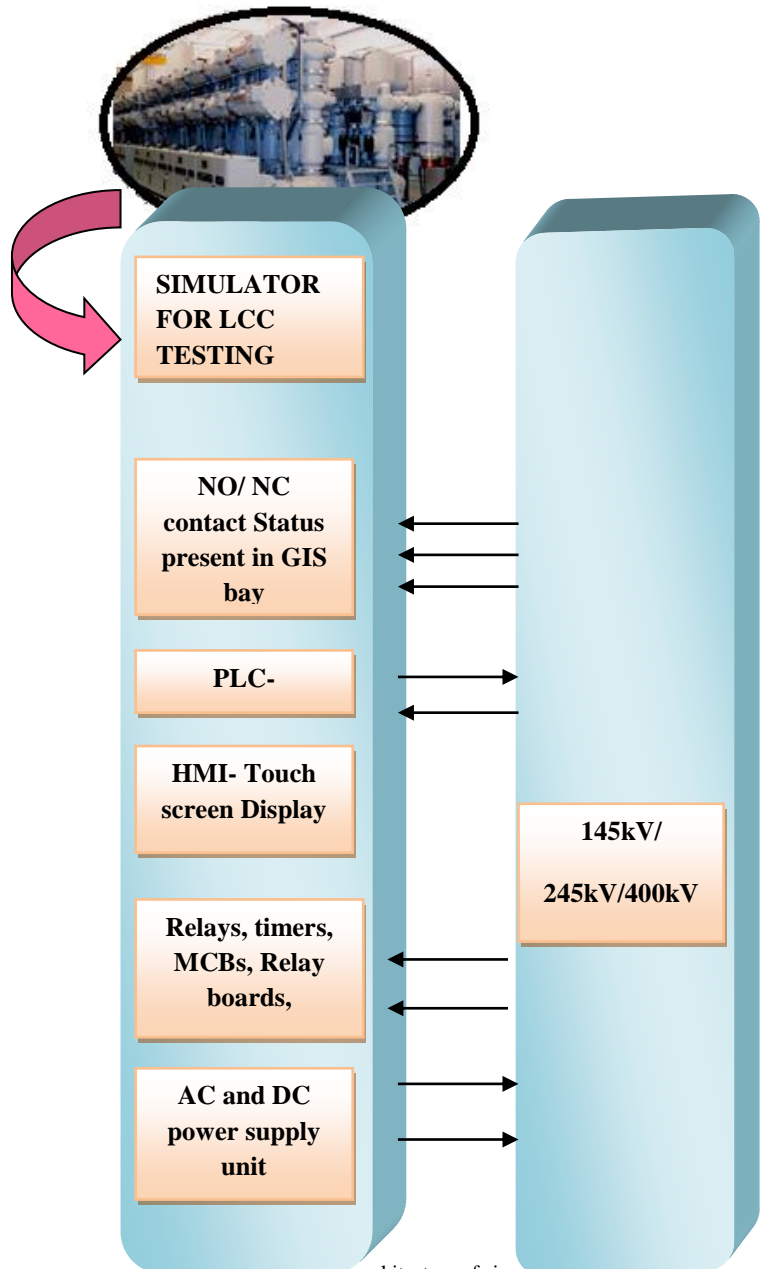 SIMULATOR
FOR LCC
TESTING
NO/ NC
contact Status
present in GIS
bay
PLC-
HMI- Touch
screen Display
145kV/
245kV/400kV
Relays, timers,
MCBs, Relay
boards,
AC and DC
power supply
unit